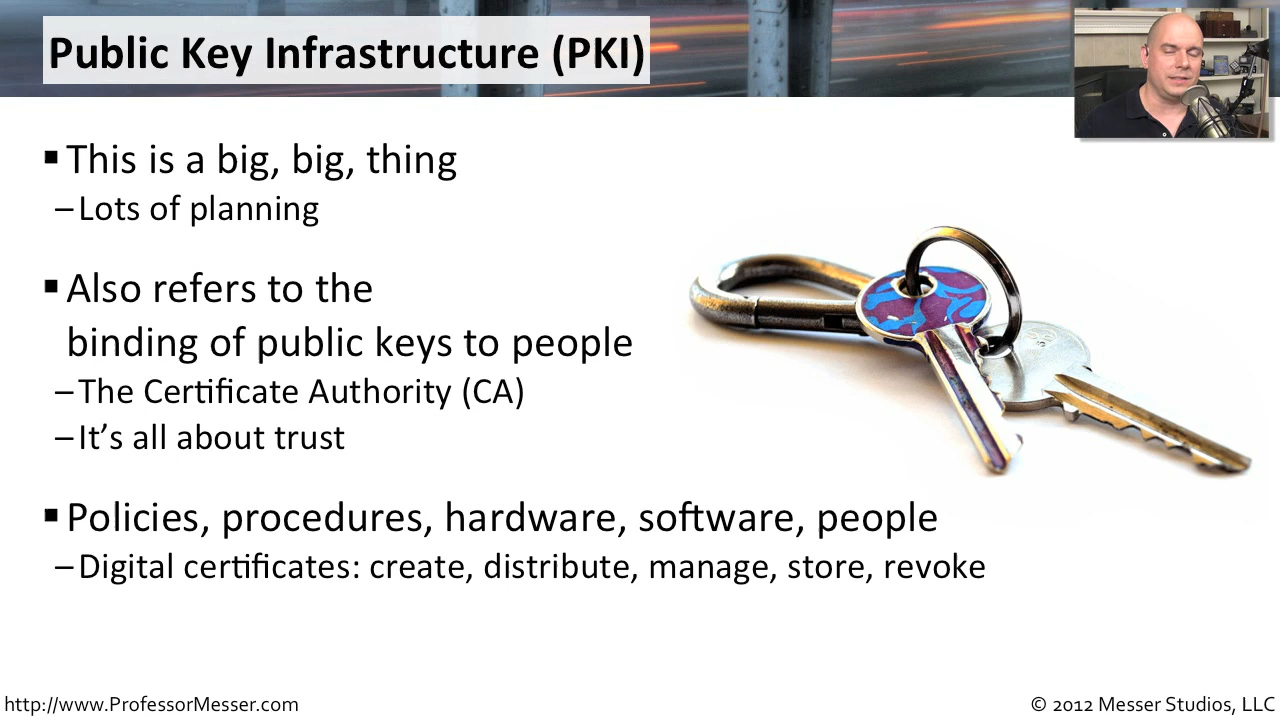 Public Key Infrastructure (PKI)
▪ This is a big, big, thing
– Lots of planning
▪ Also refers to the
binding of public keys to people
– The Certificate Authority (CA)
– It’s all about trust
▪ Policies, procedures, hardware, software, people
– Digital certificates: create, distribute, manage, store, revoke
http://www.ProfessorMesser.com
© 2012 Messer Studios, LLC